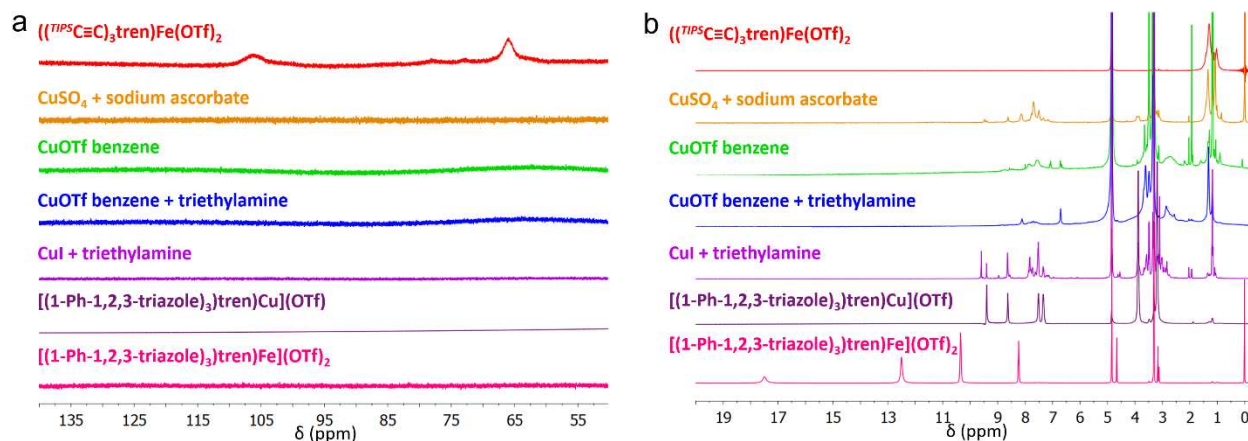 a
((ᵀᴵᴾˢC≡C)₃tren)Fe(OTf)₂
CuSO₄ + sodium ascorbate
CuOTf benzene
CuOTf benzene + triethylamine
CuI + triethylamine
[(1-Ph-1,2,3-triazole)₃)tren)Cu](OTf)
[(1-Ph-1,2,3-triazole)₃)tren)Fe](OTf)₂
135 125 115 105 95 85 75 65 55
δ (ppm)
b
((ᵀᴵᴾˢC≡C)₃tren)Fe(OTf)₂
CuSO₄ + sodium ascorbate
CuOTf benzene
CuOTf benzene + triethylamine
CuI + triethylamine
[(1-Ph-1,2,3-triazole)₃)tren)Cu](OTf)
[(1-Ph-1,2,3-triazole)₃)tren)Fe](OTf)₂
19 17 15 13 11 10 9 8 7 6 5 4 3 2 1 0
δ (ppm)